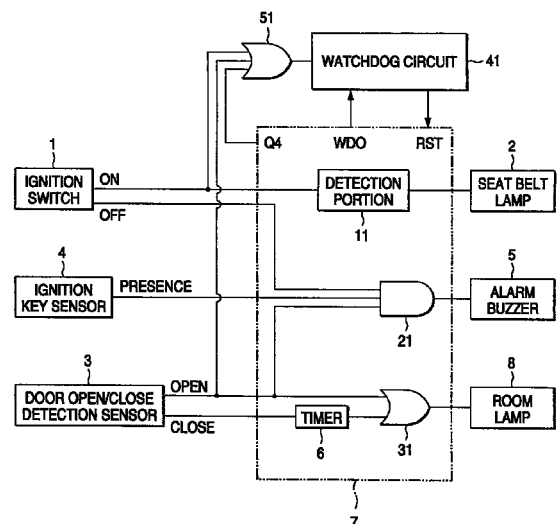 51
WATCHDOG CIRCUIT
41
Q4
WDO
RST
1
IGNITION
SWITCH
ON
OFF
DETECTION
PORTION
11
2
SEAT BELT
LAMP
4
IGNITION
KEY SENSOR
PRESENCE
21
5
ALARM
BUZZER
3
DOOR OPEN/CLOSE
DETECTION SENSOR
OPEN
CLOSE
TIMER
6
31
8
ROOM
LAMP
7